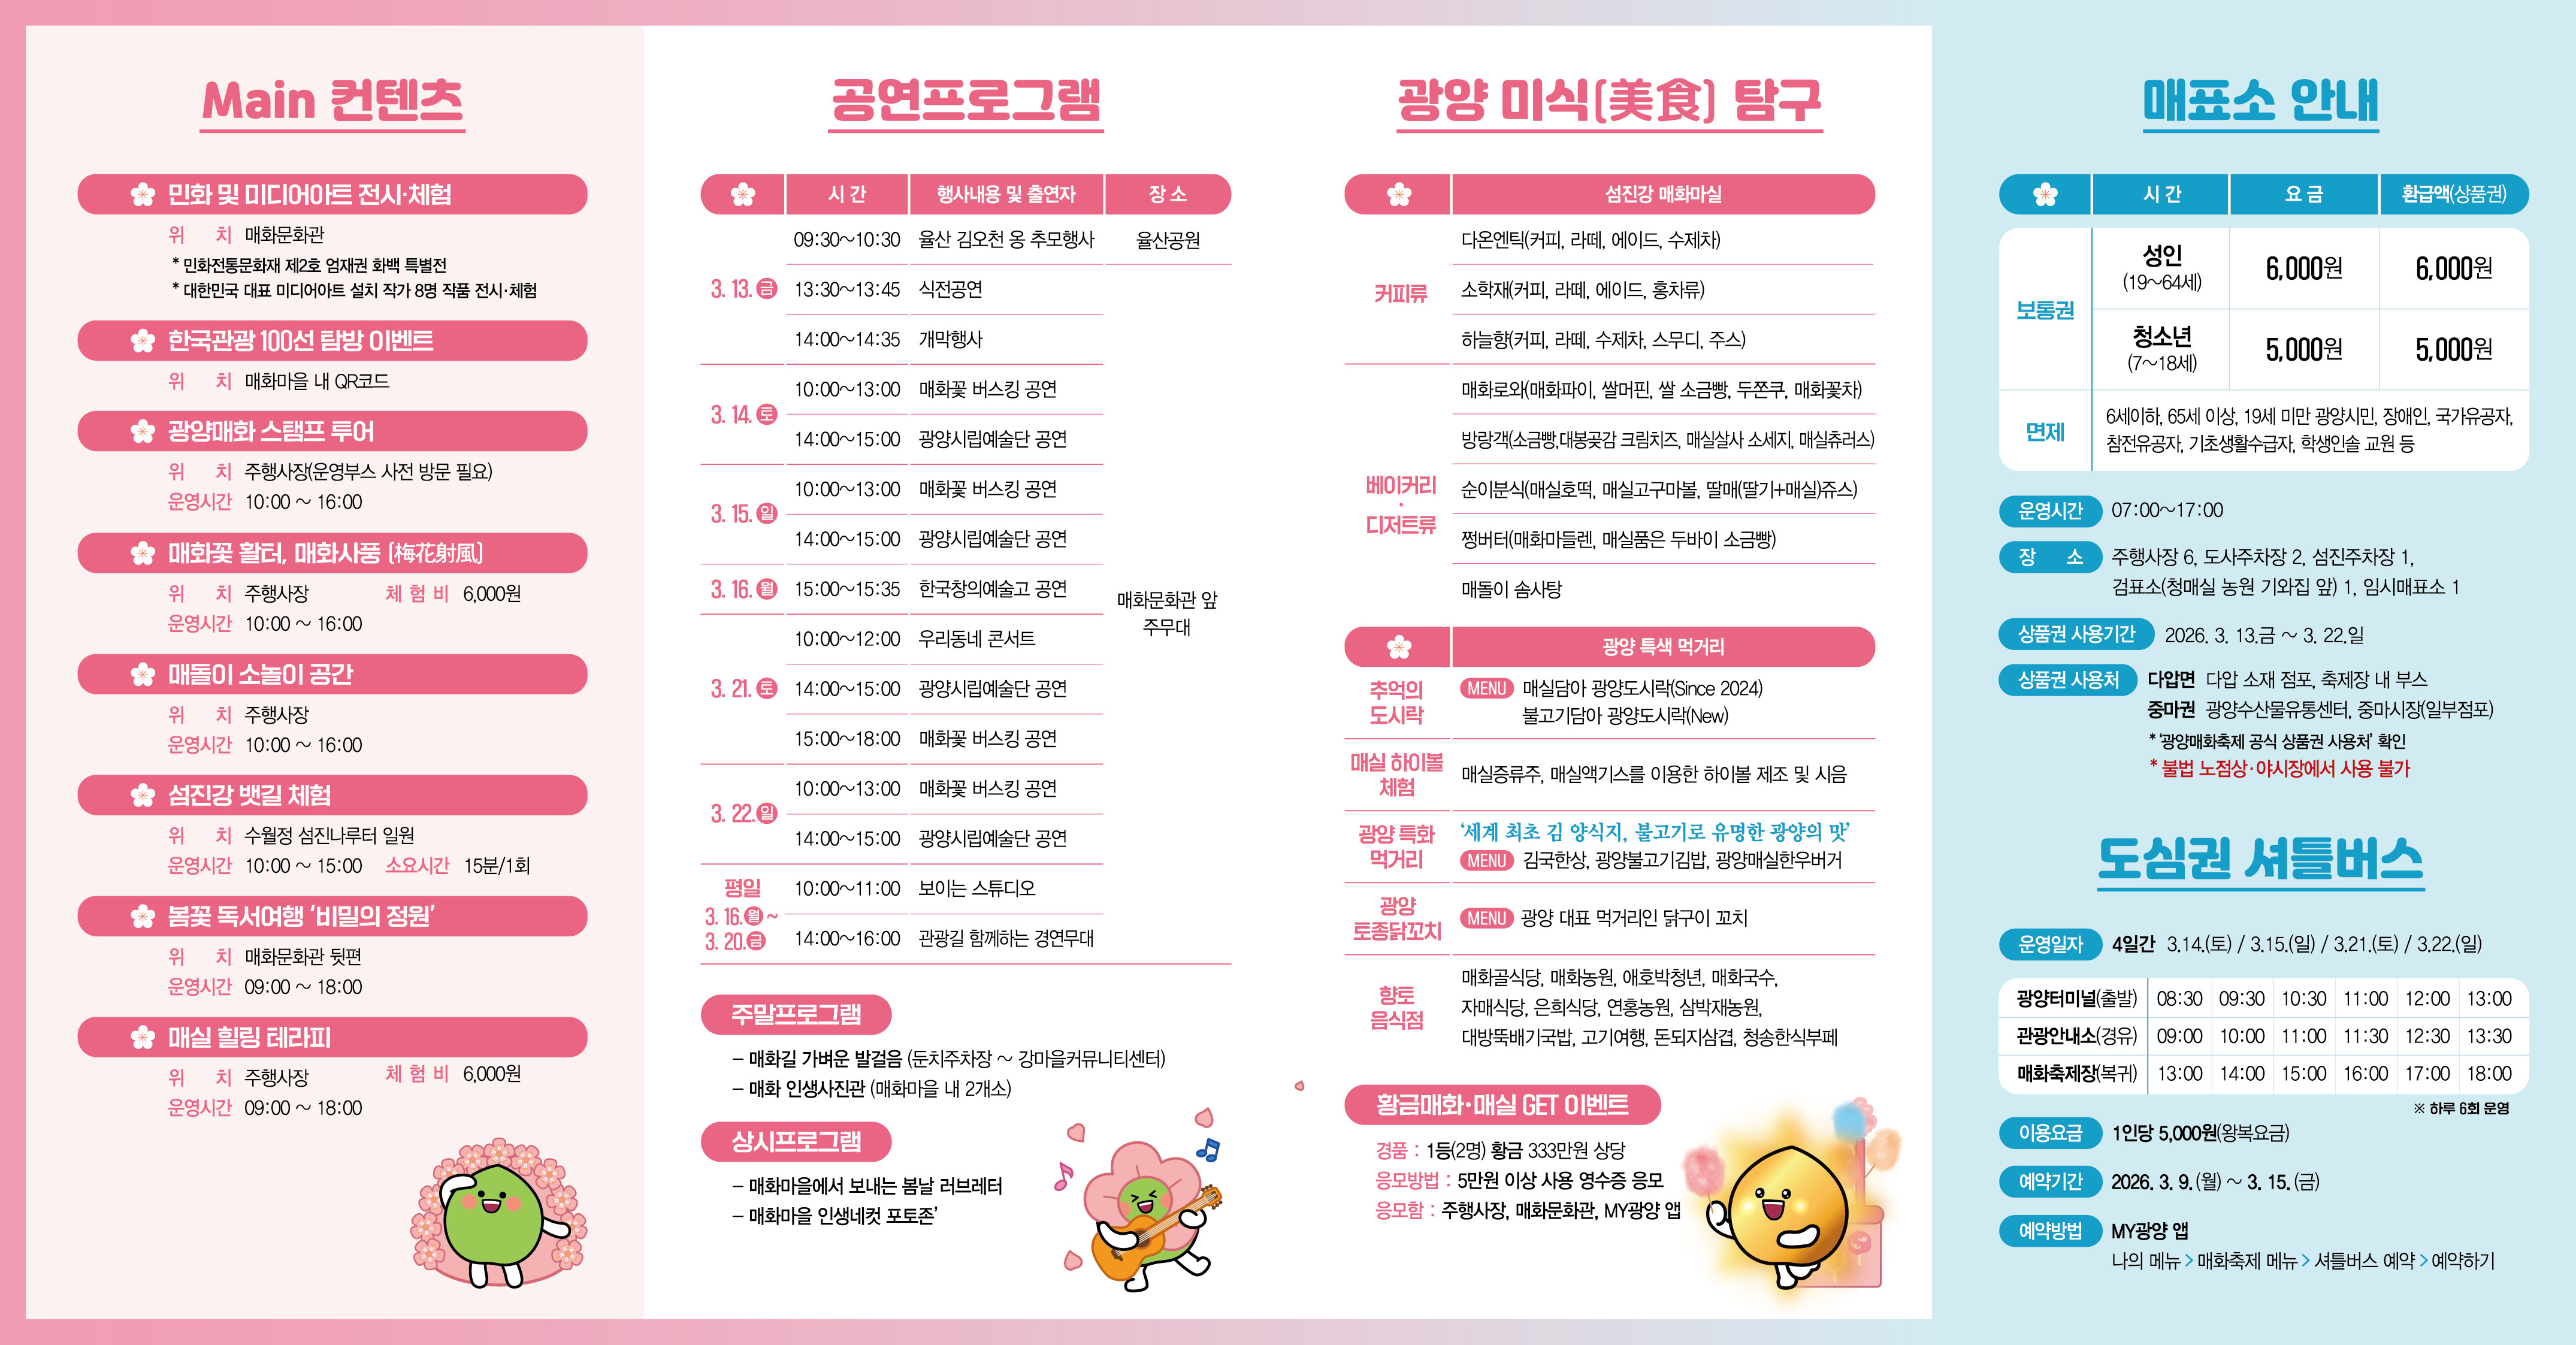 Main 컨텐츠
민화 및 미디어아트 전시·체험
위 치 매화문화관
* 민화전통문화재 제2호 엄재권 화백 특별전
* 대한민국 대표 미디어아트 설치 작가 8명 작품 전시·체험
한국관광 100선 탐방 이벤트
위 치 매화마을 내 QR코드
광양매화 스탬프 투어
위 치 주행사장(운영부스 사전 방문 필요)
운영시간 10:00 ~ 16:00
매화꽃 활터, 매화사풍 (梅花射風)
위 치 주행사장 체 험 비 6,000원
운영시간 10:00 ~ 16:00
매돌이 소놀이 공간
위 치 주행사장
운영시간 10:00 ~ 16:00
섬진강 뱃길 체험
위 치 수월정 섬진나루터 일원
운영시간 10:00 ~ 15:00 소요시간 15분/1회
봄꽃 독서여행 ‘비밀의 정원’
위 치 매화문화관 뒷편
운영시간 09:00 ~ 18:00
매실 힐링 테라피
위 치 주행사장 체 험 비 6,000원
운영시간 09:00 ~ 18:00
공연프로그램
시 간 행사내용 및 출연자 장 소
3. 13. 금
09:30~10:30 율산 김오천 옹 추모행사 율산공원
13:30~13:45 식전공연
14:00~14:35 개막행사
3. 14. 토
10:00~13:00 매화꽃 버스킹 공연
14:00~15:00 광양시립예술단 공연
3. 15. 일
10:00~13:00 매화꽃 버스킹 공연
14:00~15:00 광양시립예술단 공연
3. 16. 월 15:00~15:35 한국창의예술고 공연
매화문화관 앞
주무대
3. 21. 토
10:00~12:00 우리동네 콘서트
14:00~15:00 광양시립예술단 공연
15:00~18:00 매화꽃 버스킹 공연
3. 22. 일
10:00~13:00 매화꽃 버스킹 공연
14:00~15:00 광양시립예술단 공연
평일
3. 16. 월 ~
3. 20. 금
10:00~11:00 보이는 스튜디오
14:00~16:00 관광길 함께하는 경연무대
주말프로그램
– 매화길 가벼운 발걸음 (둔치주차장 ~ 강마을커뮤니티센터)
– 매화 인생사진관 (매화마을 내 2개소)
상시프로그램
– 매화마을에서 보내는 봄날 러브레터
– 매화마을 인생네컷 포토존’
광양 미식(美食) 탐구
섬진강 매화마실
커피류
다온엔틱(커피, 라떼, 에이드, 수제차)
소학재(커피, 라떼, 에이드, 홍차류)
하늘향(커피, 라떼, 수제차, 스무디, 주스)
베이커리
·
디저트류
매화로와(매화파이, 쌀머핀, 쌀 소금빵, 두쫀쿠, 매화꽃차)
방랑객(소금빵,대봉곶감 크림치즈, 매실살사 소세지, 매실츄러스)
순이분식(매실호떡, 매실고구마볼, 딸매(딸기+매실)쥬스)
쩡버터(매화마들렌, 매실품은 두바이 소금빵)
매돌이 솜사탕
광양 특색 먹거리
추억의
도시락
MENU 매실담아 광양도시락(Since 2024)
불고기담아 광양도시락(New)
매실 하이볼
체험
매실증류주, 매실액기스를 이용한 하이볼 제조 및 시음
광양 특화
먹거리
‘세계 최초 김 양식지, 불고기로 유명한 광양의 맛’
MENU 김국한상, 광양불고기김밥, 광양매실한우버거
광양
토종닭꼬치
MENU 광양 대표 먹거리인 닭구이 꼬치
향토
음식점
매화골식당, 매화농원, 애호박청년, 매화국수,
자매식당, 은희식당, 연홍농원, 삼박재농원,
대방뚝배기국밥, 고기여행, 돈되지삼겹, 청송한식부페
황금매화·매실 GET 이벤트
경품 : 1등(2명) 황금 333만원 상당
응모방법 : 5만원 이상 사용 영수증 응모
응모함 : 주행사장, 매화문화관, MY광양 앱
매표소 안내
시 간 요 금 환급액(상품권)
보통권
성인
(19~64세)
6,000원 6,000원
청소년
(7~18세)
5,000원 5,000원
면제
6세이하, 65세 이상, 19세 미만 광양시민, 장애인, 국가유공자,
참전유공자, 기초생활수급자, 학생인솔 교원 등
운영시간 07:00~17:00
장 소 주행사장 6, 도사주차장 2, 섬진주차장 1,
검표소(청매실 농원 기와집 앞) 1, 임시매표소 1
상품권 사용기간 2026. 3. 13.금 ~ 3. 22.일
상품권 사용처 다압면 다압 소재 점포, 축제장 내 부스
중마권 광양수산물유통센터, 중마시장(일부점포)
* ‘광양매화축제 공식 상품권 사용처’ 확인
* 불법 노점상·야시장에서 사용 불가
도심권 셔틀버스
운영일자 4일간 3.14.(토) / 3.15.(일) / 3.21.(토) / 3.22.(일)
광양터미널(출발) 08:30 09:30 10:30 11:00 12:00 13:00
관광안내소(경유) 09:00 10:00 11:00 11:30 12:30 13:30
매화축제장(복귀) 13:00 14:00 15:00 16:00 17:00 18:00
※ 하루 6회 운영
이용요금 1인당 5,000원(왕복요금)
예약기간 2026. 3. 9. (월) ~ 3. 15. (금)
예약방법 MY광양 앱
나의 메뉴 > 매화축제 메뉴 > 셔틀버스 예약 > 예약하기